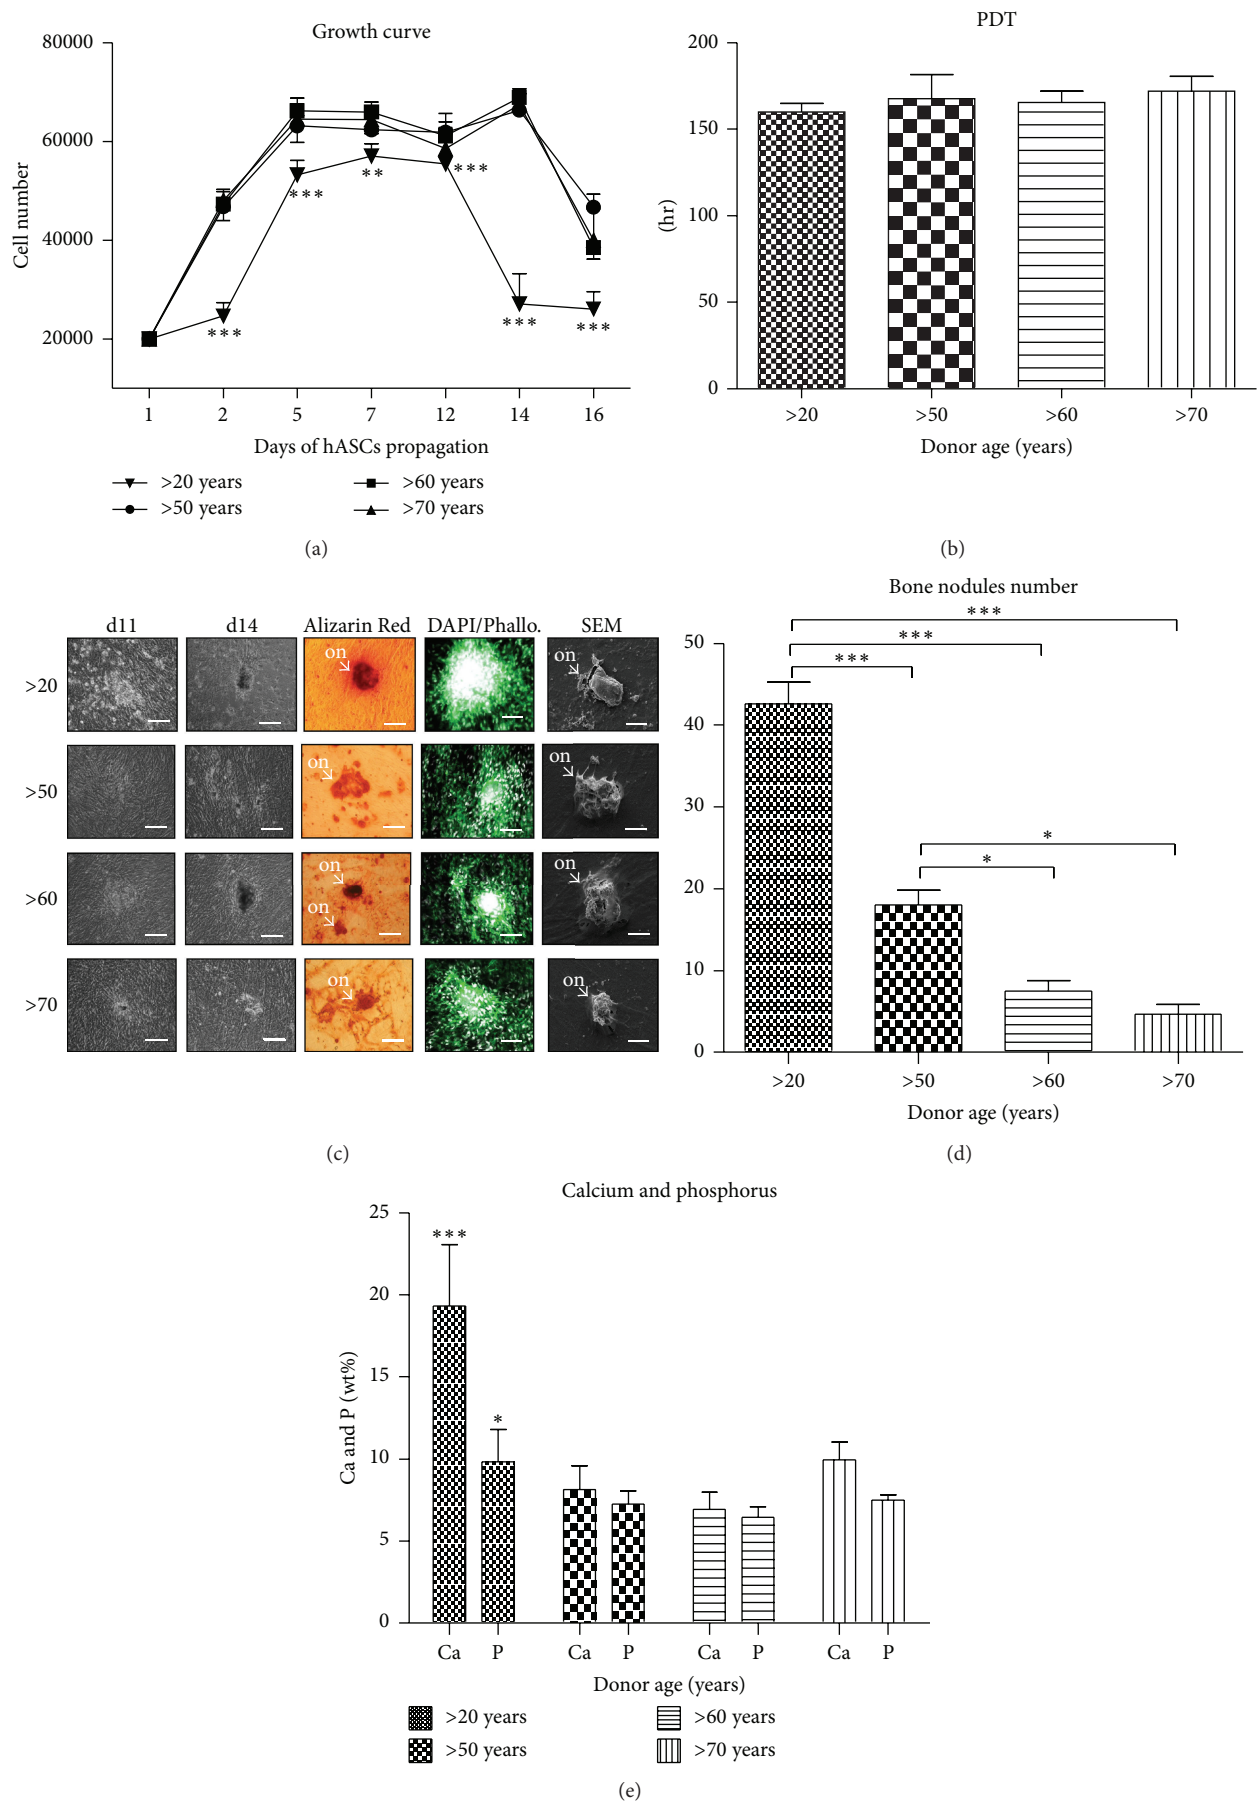 Growth curve
80000
60000
40000
20000
Cell number
***
***
**
***
***
***
1 2 5 7 12 14 16
Days of hASCs propagation
>20 years
>60 years
>50 years
>70 years
(a)
PDT
200
150
100
50
0
(hr)
>20 >50 >60 >70
Donor age (years)
(b)
d11 d14 Alizarin Red DAPI/Phallo. SEM
>20
on
on
>50
on
on
>60
on
on
on
>70
on
on
(c)
Bone nodules number
50
40
30
20
10
0
***
***
***
*
*
>20 >50 >60 >70
Donor age (years)
(d)
Calcium and phosphorus
25
20
15
10
5
0
Ca and P (wt%)
***
*
Ca P Ca P Ca P Ca P
Donor age (years)
>20 years
>60 years
>50 years
>70 years
(e)